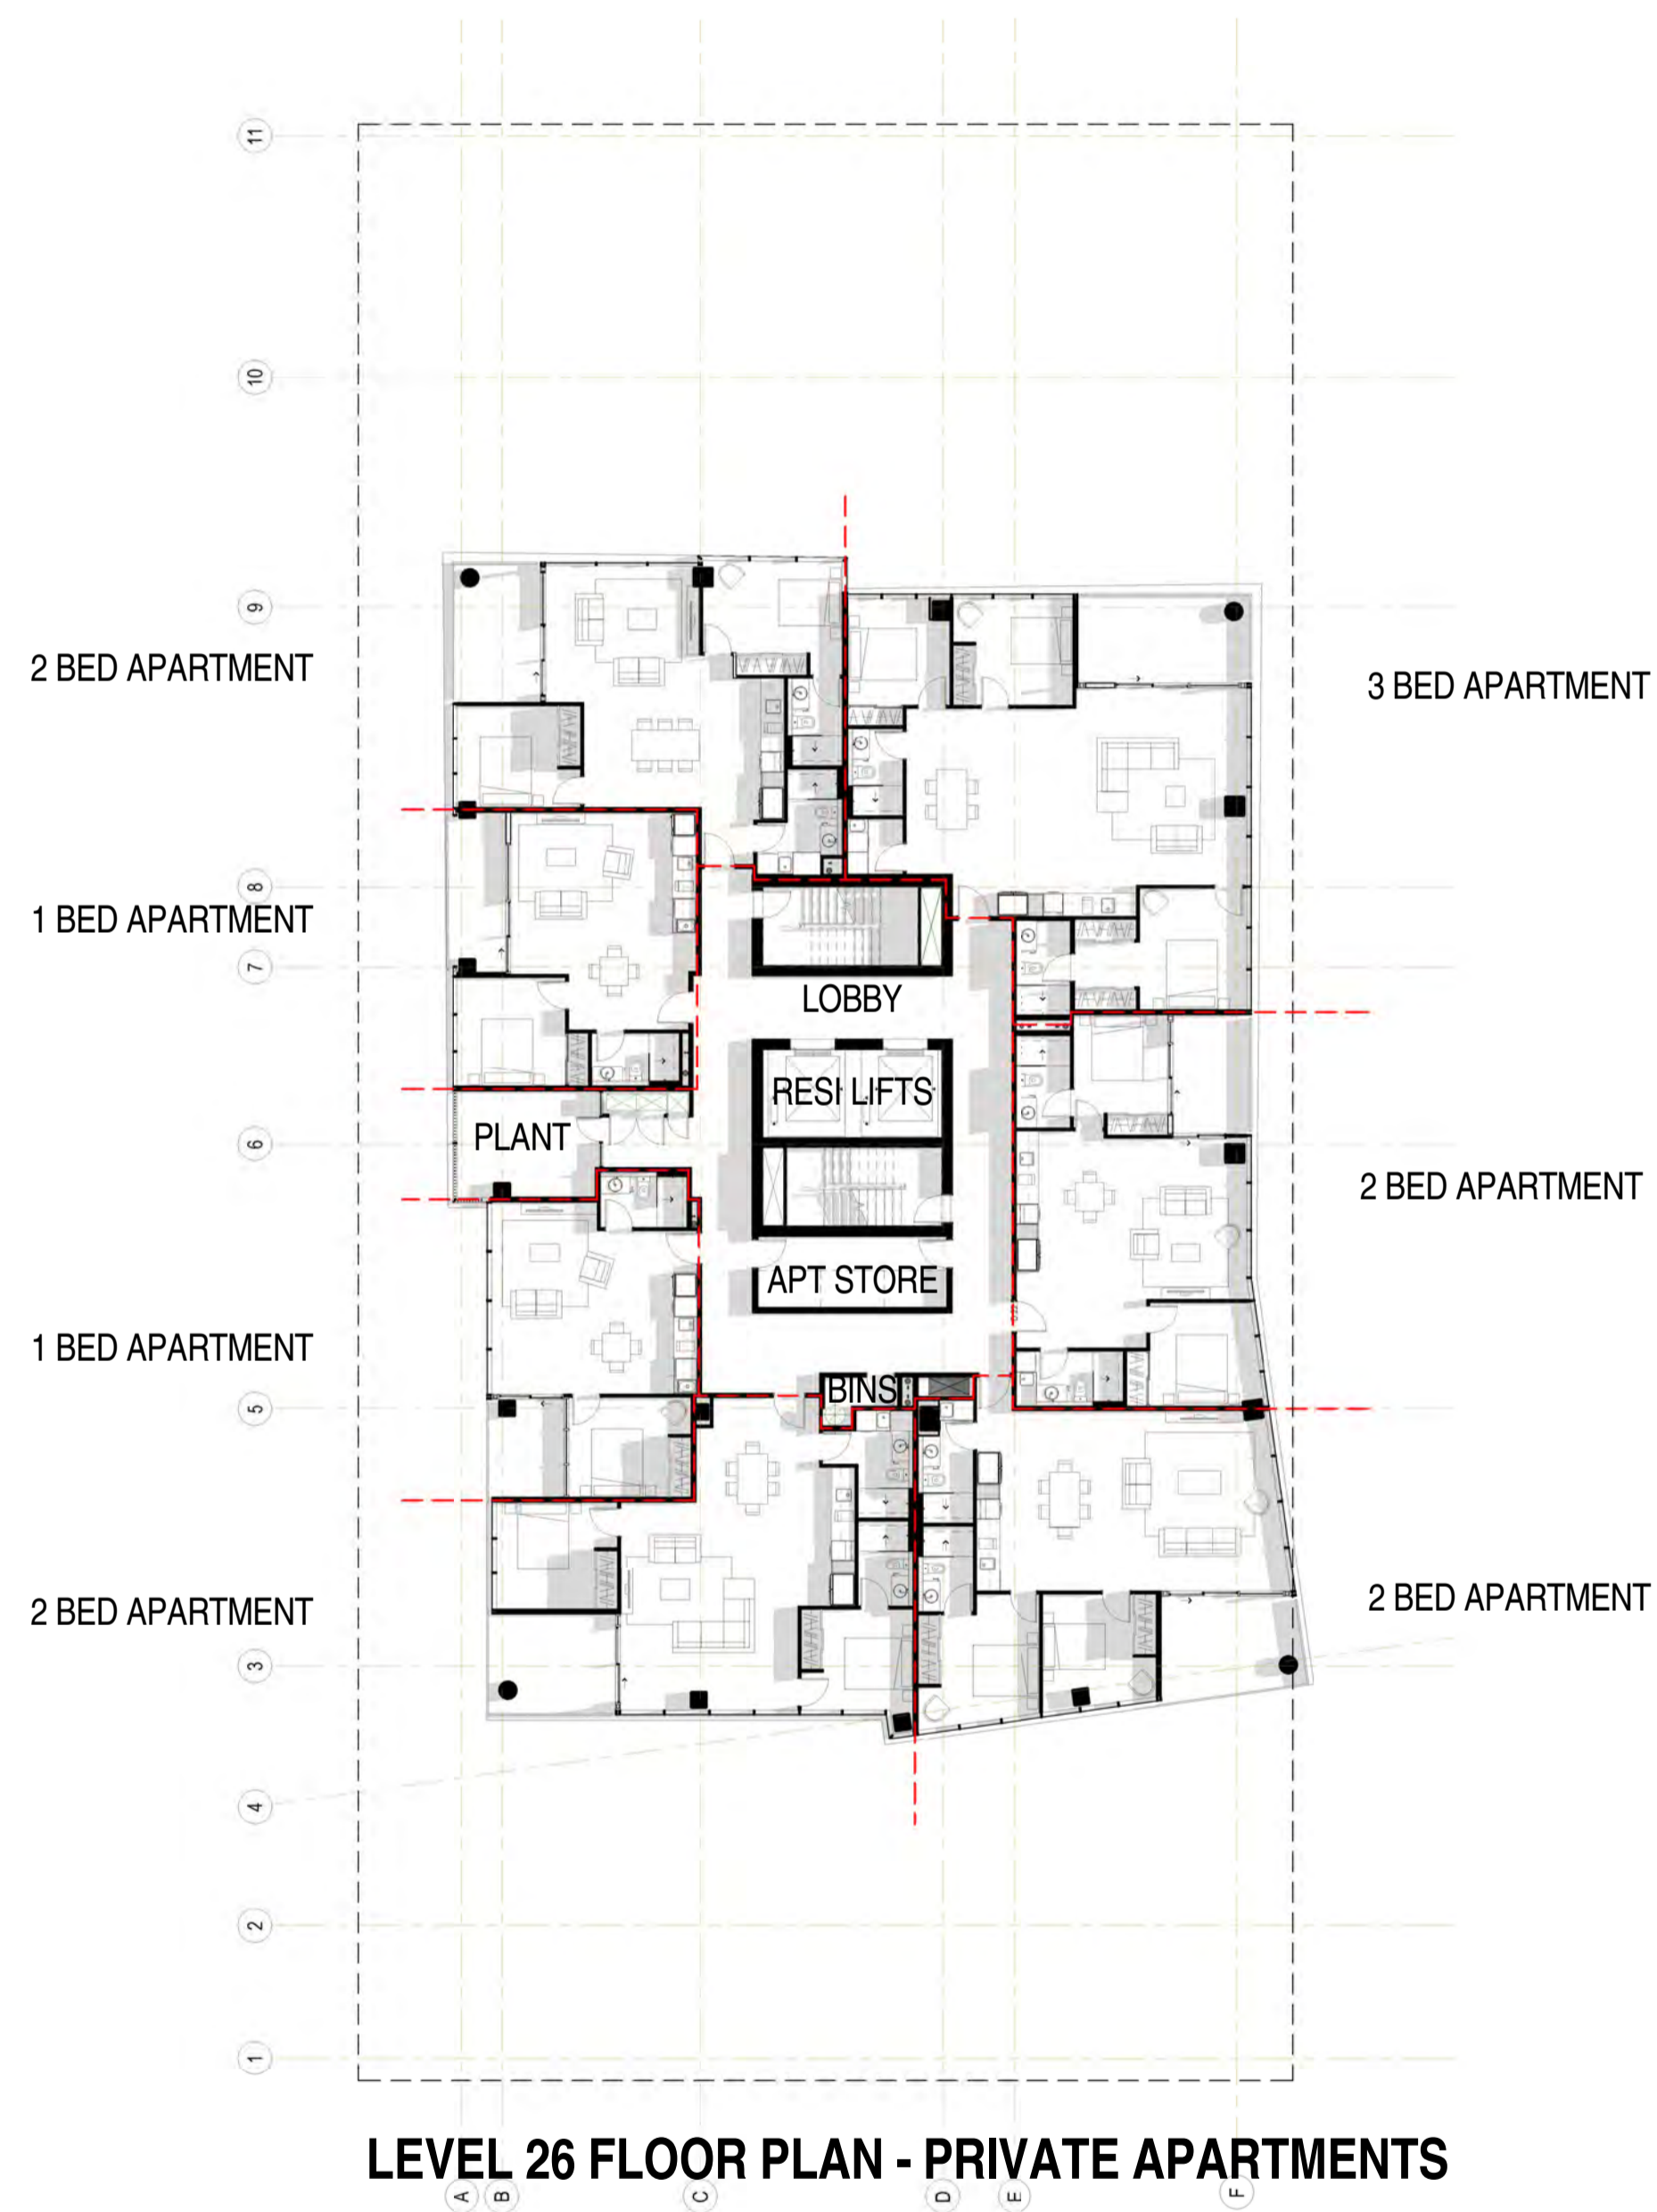 11
10
9
2 BED APARTMENT
3 BED APARTMENT
8
1 BED APARTMENT
7
LOBBY
RESI LIFTS
PLANT
6
2 BED APARTMENT
APT STORE
1 BED APARTMENT
BINS
5
2 BED APARTMENT
2 BED APARTMENT
3
4
2
1
LEVEL 26 FLOOR PLAN - PRIVATE APARTMENTS
A B C D E F